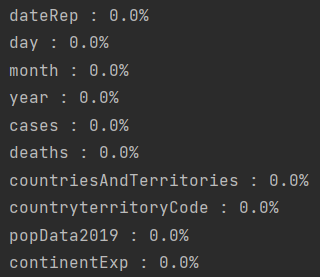 dateRep : 0.0%
day : 0.0%
month : 0.0%
year : 0.0%
cases : 0.0%
deaths : 0.0%
countriesAndTerritories : 0.0%
countryterritoryCode : 0.0%
popData2019 : 0.0%
continentExp : 0.0%